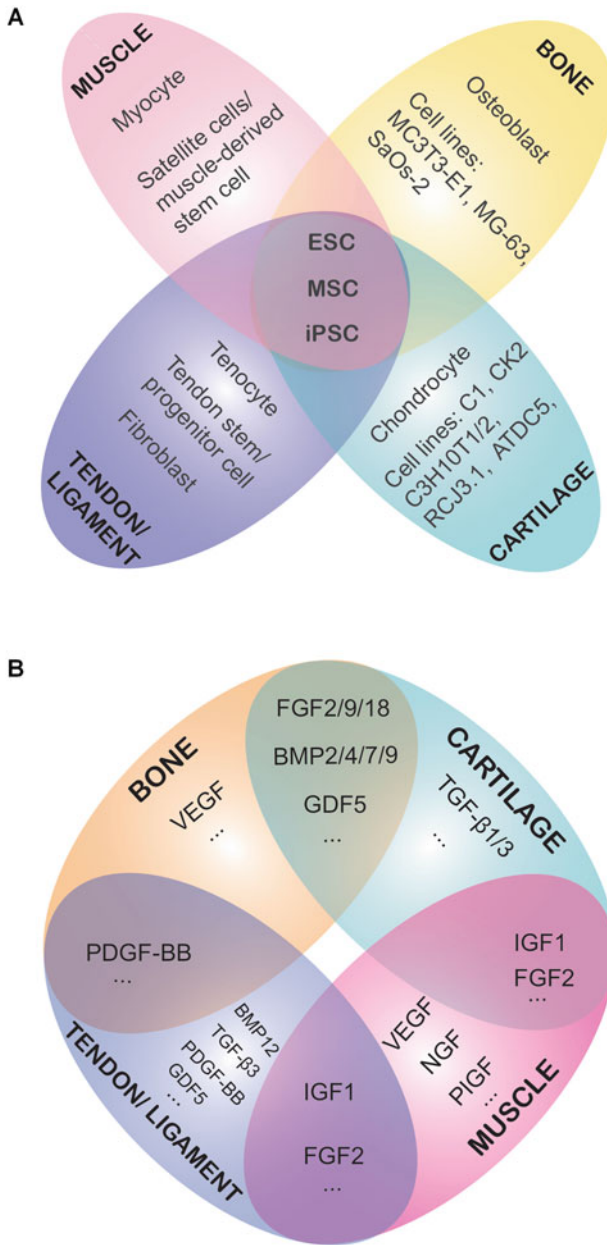 A
MUSCLE
Myocyte
Satellite cells/
muscle-derived
stem cell
BONE
Osteoblast
Cell lines:
MC3T3-E1, MG-63,
SaOs-2
ESC
MSC
iPSC
Tenocyte
Tendon stem/
progenitor cell
Fibroblast
TENDON/
LIGAMENT
Chondrocyte
Cell lines: C1, CK2
C3H10T1/2,
RCJ3.1, ATDC5,
CARTILAGE
B
BONE
VEGF
...
FGF2/9/18
BMP2/4/7/9
GDF5
...
CARTILAGE
TGF-β1/3
...
PDGF-BB
...
IGF1
FGF2
...
TENDON/ LIGAMENT
BMP12
TGF-β3
PDGF-BB
GDF5
...
IGF1
FGF2
...
VEGF
NGF
PIGF
...
MUSCLE